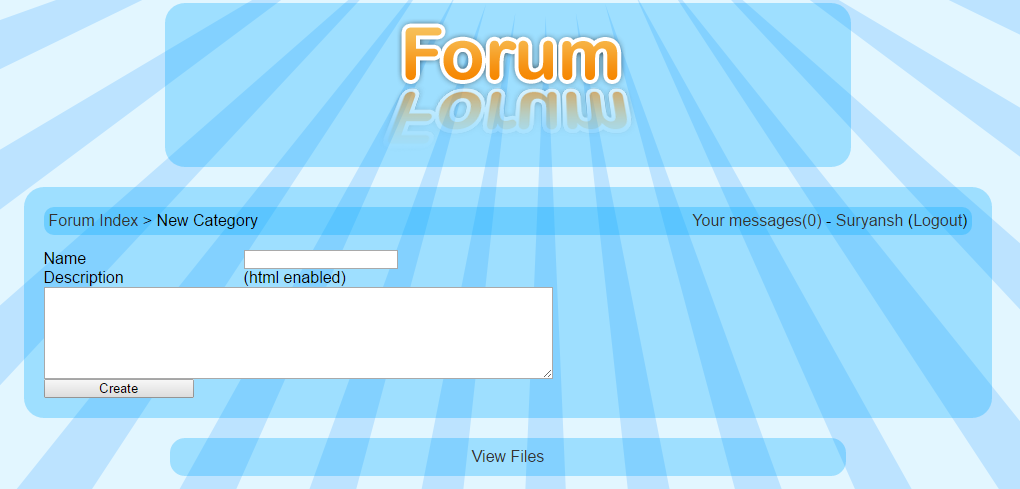 Forum
Forum Index > New Category
Your messages(0) - Suryansh (Logout)
Name
Description
(html enabled)
Create
View Files